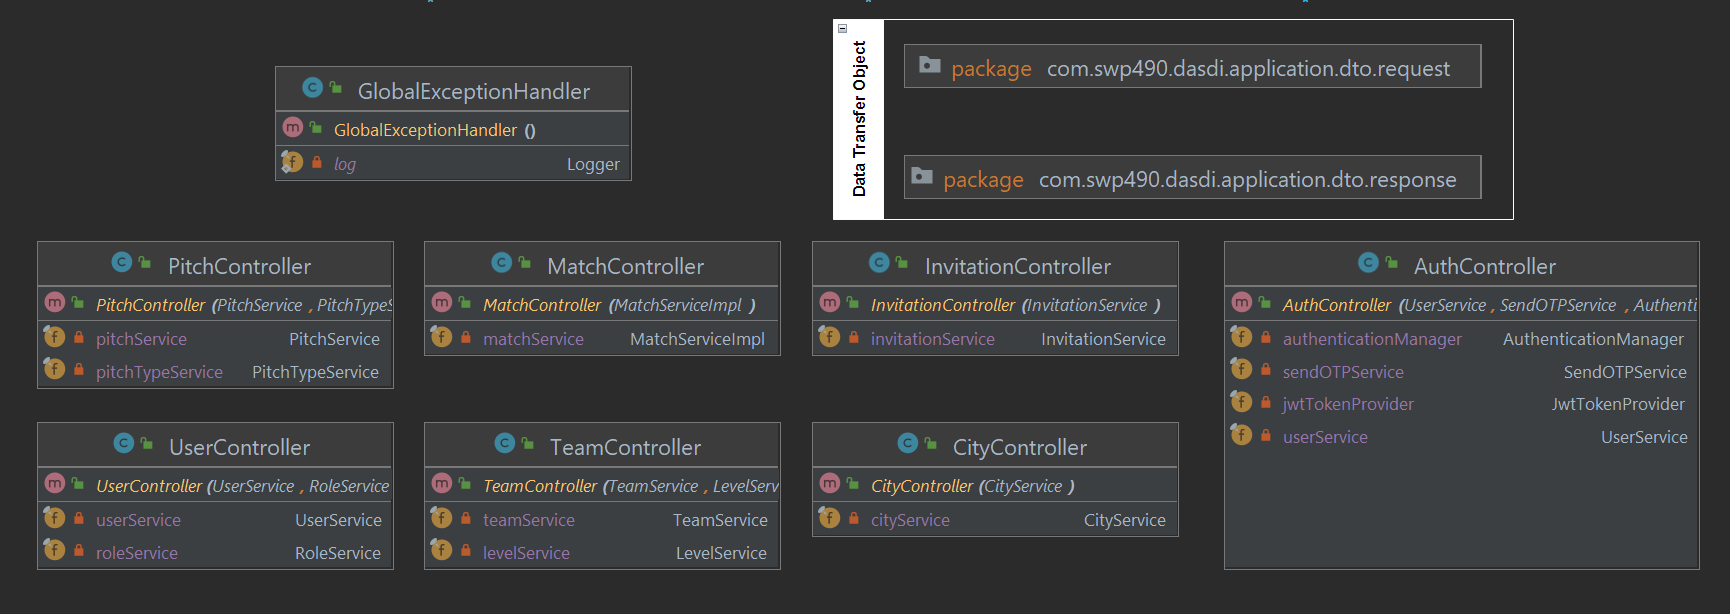 GlobalExceptionHandler
GlobalExceptionHandler ()
log Logger
Data Transfer Object
package com.swp490.dasdi.application.dto.request
package com.swp490.dasdi.application.dto.response
PitchController
PitchController (PitchService , PitchTypeS
pitchService PitchService
pitchTypeService PitchTypeService
MatchController
MatchController (MatchServiceImpl )
matchService MatchServiceImpl
InvitationController
InvitationController (InvitationService )
invitationService InvitationService
AuthController
AuthController (UserService , SendOTPService , Authenti
authenticationManager AuthenticationManager
sendOTPService SendOTPService
jwtTokenProvider JwtTokenProvider
userService UserService
UserController
UserController (UserService , RoleService
userService UserService
roleService RoleService
TeamController
TeamController (TeamService , LevelServ
teamService TeamService
levelService LevelService
CityController
CityController (CityService )
cityService CityService